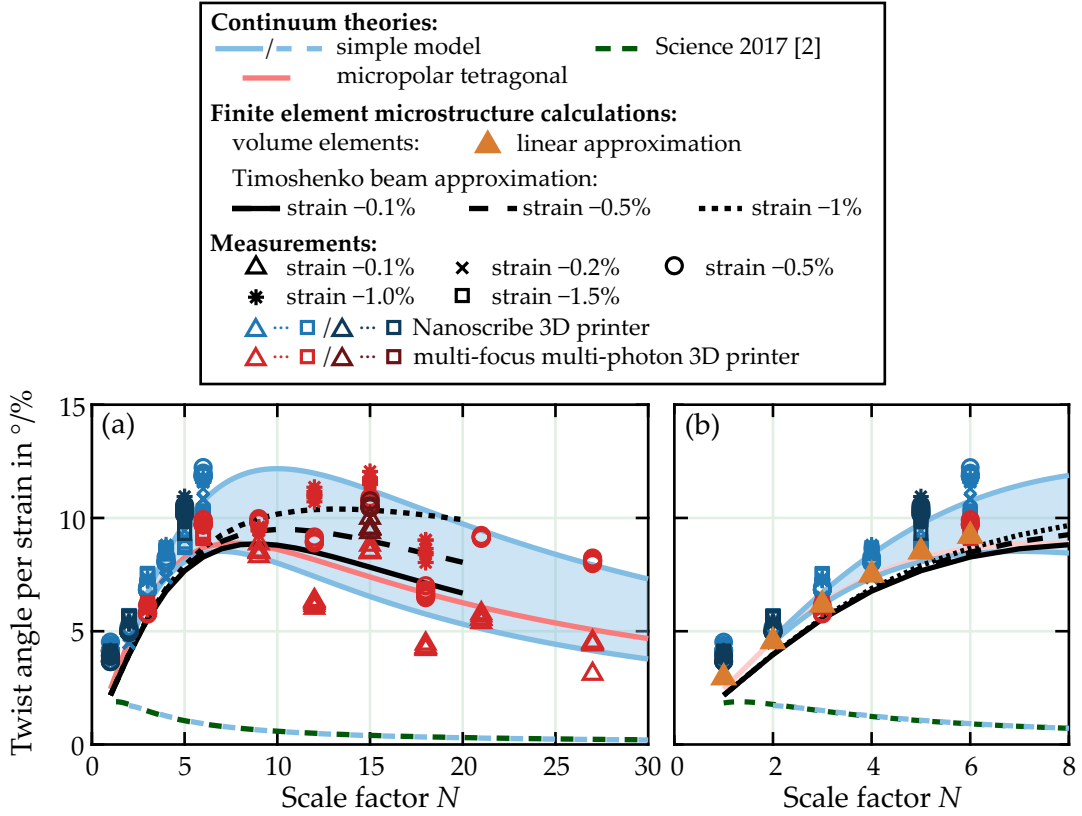 Continuum theories:
/ simple model
Science 2017 [2]
micropolar tetragonal
Finite element microstructure calculations:
volume elements: linear approximation
Timoshenko beam approximation:
strain −0.1% strain −0.5% strain −1%
Measurements:
strain −0.1% strain −0.2% strain −0.5%
strain −1.0% strain −1.5%
··· / ··· Nanoscribe 3D printer
··· / ··· multi-focus multi-photon 3D printer
Twist angle per strain in °/%
15
10
5
0
(a)
0 5 10 15 20 25 30
Scale factor N
(b)
0 2 4 6 8
Scale factor N